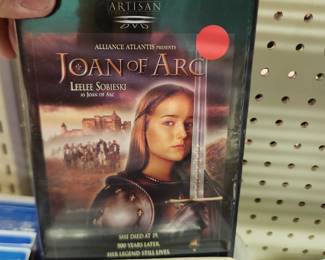 ARTISAN
DVD
ALLIANCE ATLANTIS PRESENTS
JOAN OF ARC
LEELEE SOBIESKI
AS JOAN OF ARC
SHE DIED AT 19.
500 YEARS LATER,
HER LEGEND STILL LIVES.